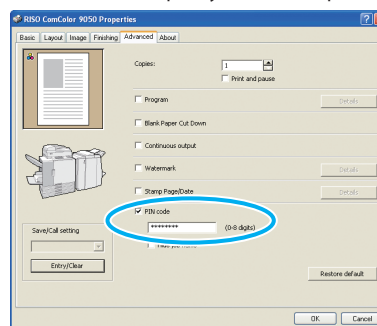 RISO ComColor 9050 Properties
Basic Layout Image Finishing Advanced About
Copies: 1
Print and pause
Program Details
Blank Paper Cut Down
Continuous output
Watermark Details
Stamp Page/Date Details
PIN code
******** (0-8 digits)
Save/Call setting
Entry/Clear
Restore default
OK Cancel